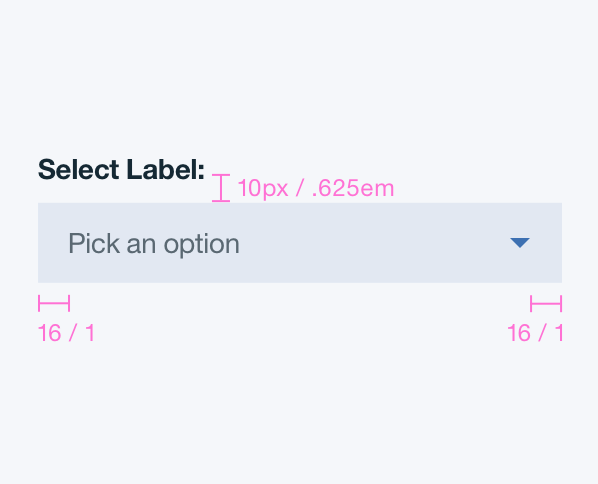 Select Label:
10px / .625em
Pick an option
16 / 1
16 / 1